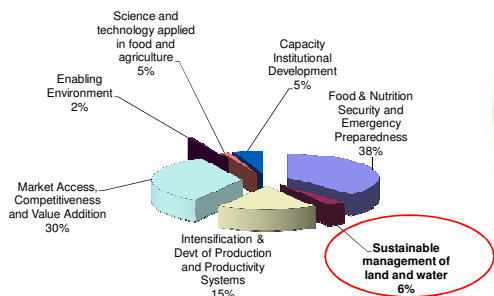 Science and
technology applied
in food and
agriculture
5%
Capacity
Institutional
Development
5%
Enabling
Environment
2%
Food & Nutrition
Security and
Emergency
Preparedness
38%
Market Access,
Competitiveness
and Value Addition
30%
Intensification &
Devt of Production
and Productivity
Systems
15%
Sustainable
management of
land and water
6%